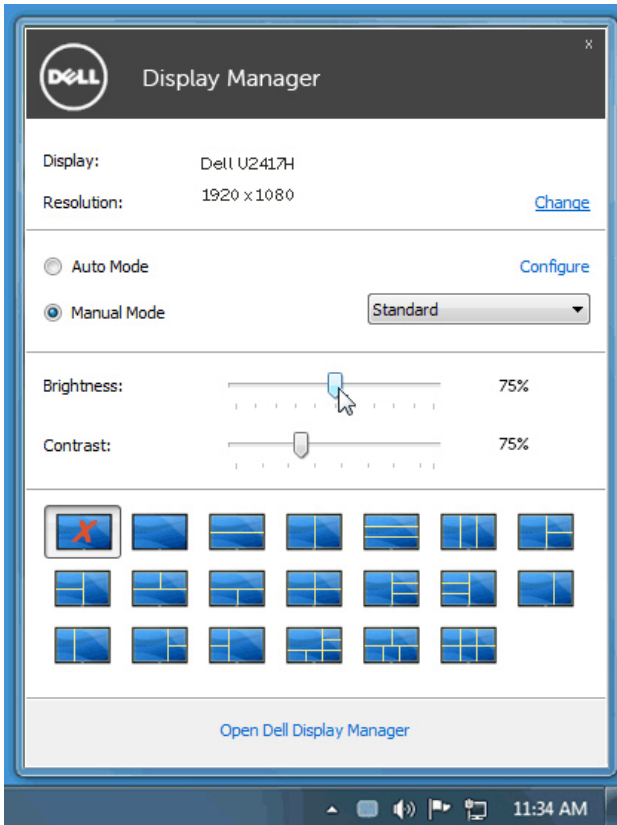 x
DELL Display Manager
Display: Dell U2417H
Resolution: 1920 x 1080 Change
Auto Mode Configure
Manual Mode Standard
Brightness: 75%
Contrast: 75%
X
Open Dell Display Manager
11:34 AM